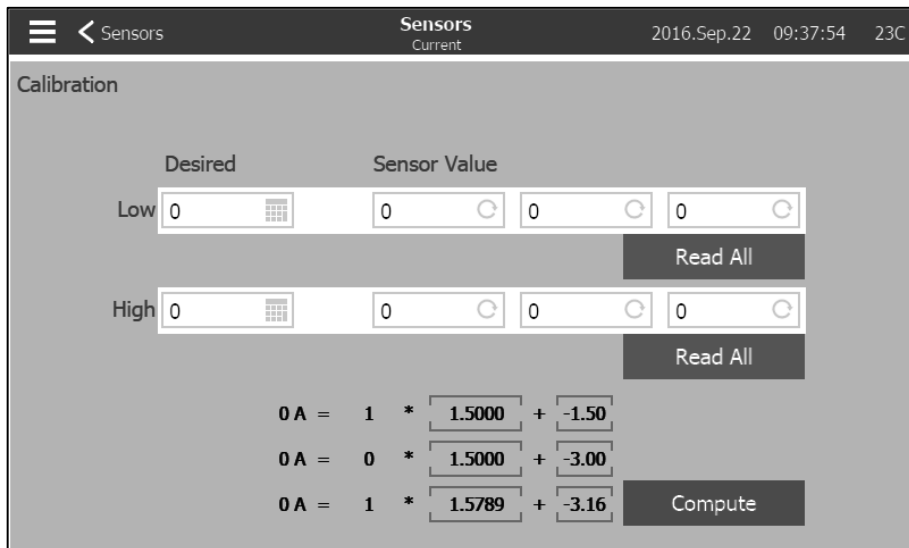 Sensors Sensors 2016.Sep.22 09:37:54 23C
Current
Calibration
Desired Sensor Value
Low 0 0 0 0
Read All
High 0 0 0 0
Read All
0 A = 1 * 1.5000 + -1.50
0 A = 0 * 1.5000 + -3.00
0 A = 1 * 1.5789 + -3.16 Compute